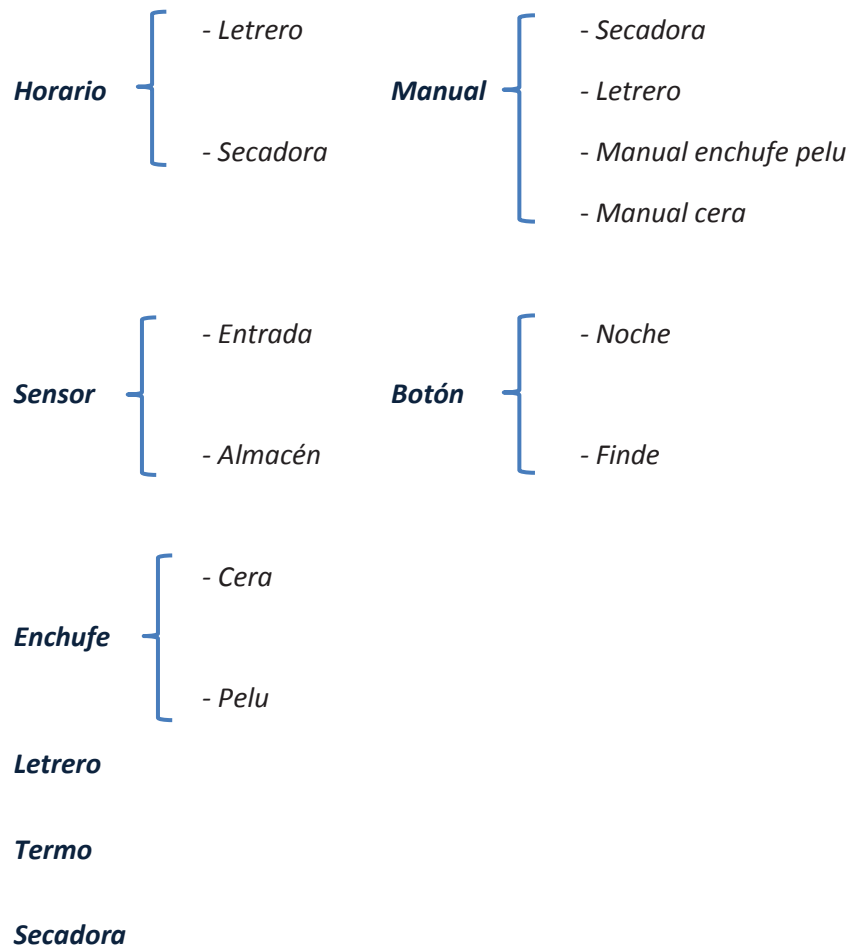 Horario
- Letrero
- Secadora
Manual
- Secadora
- Letrero
- Manual enchufe pelu
- Manual cera
Sensor
- Entrada
- Almacén
Botón
- Noche
- Finde
Enchufe
- Cera
- Pelu
Letrero
Termo
Secadora